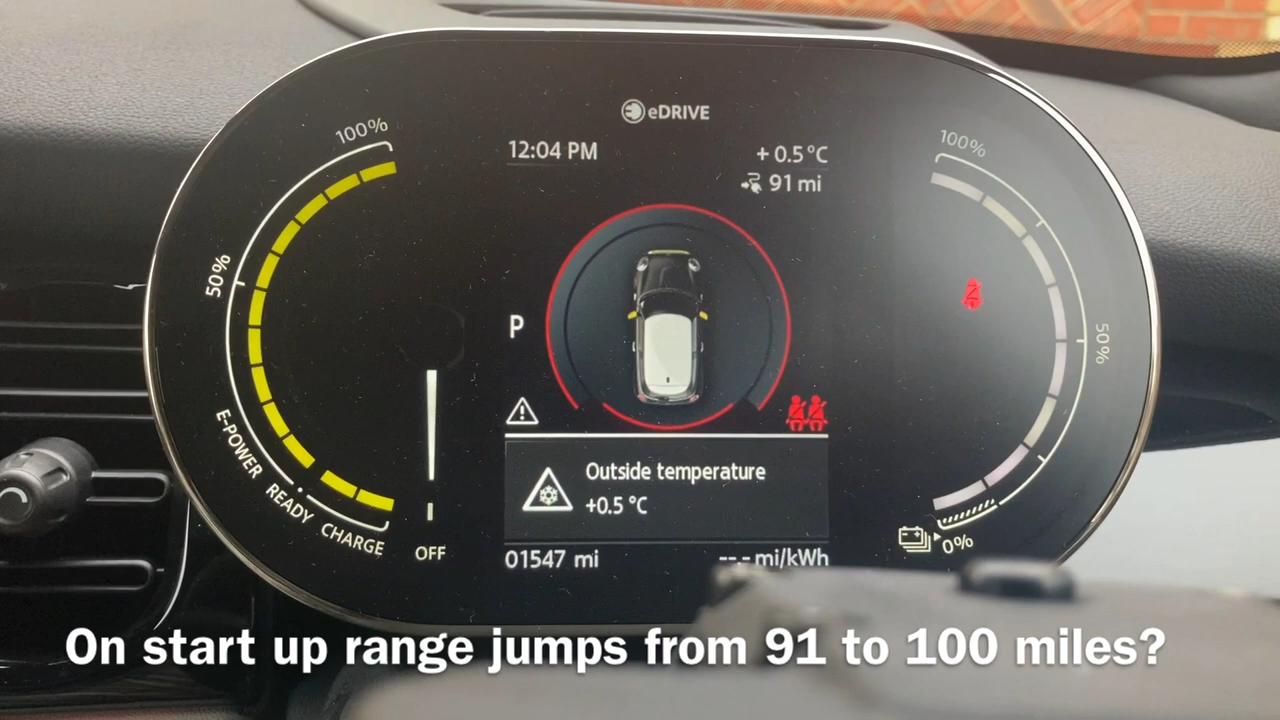 eDRIVE
12:04 PM
+ 0.5 °C
91 mi
100%
50%
E-POWER
READY
CHARGE
OFF
P
Outside temperature
+0.5 °C
01547 mi
--.- mi/kWh
100%
50%
0%
On start up range jumps from 91 to 100 miles?